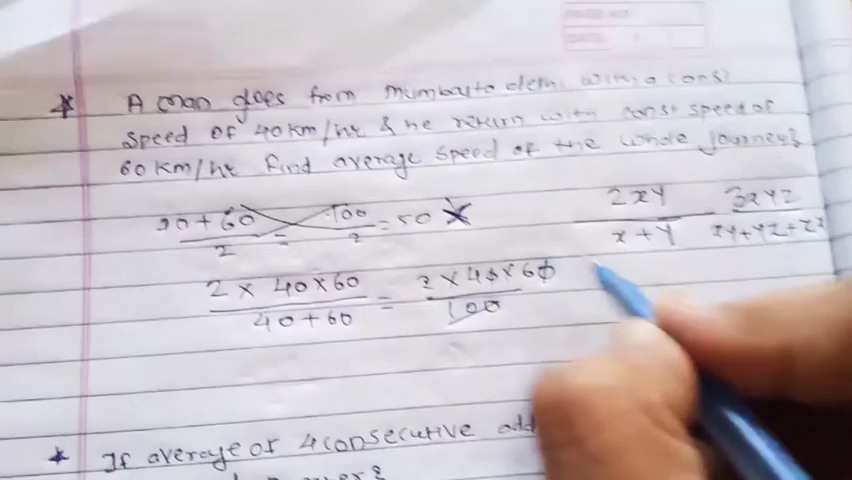 * A man goes from mumbai to delhi with a const
speed of 40 km/hr & he return with const speed of
60 km/hr find average speed of the whole journey?
+ 60 / 2 = 100 / 2 = 50 ×
2xy / x+y 3xyz / xy+yz+zx
2 × 40×60 / 40+60 = 2 × 40×60 / 100
* If average of 4 consecutive